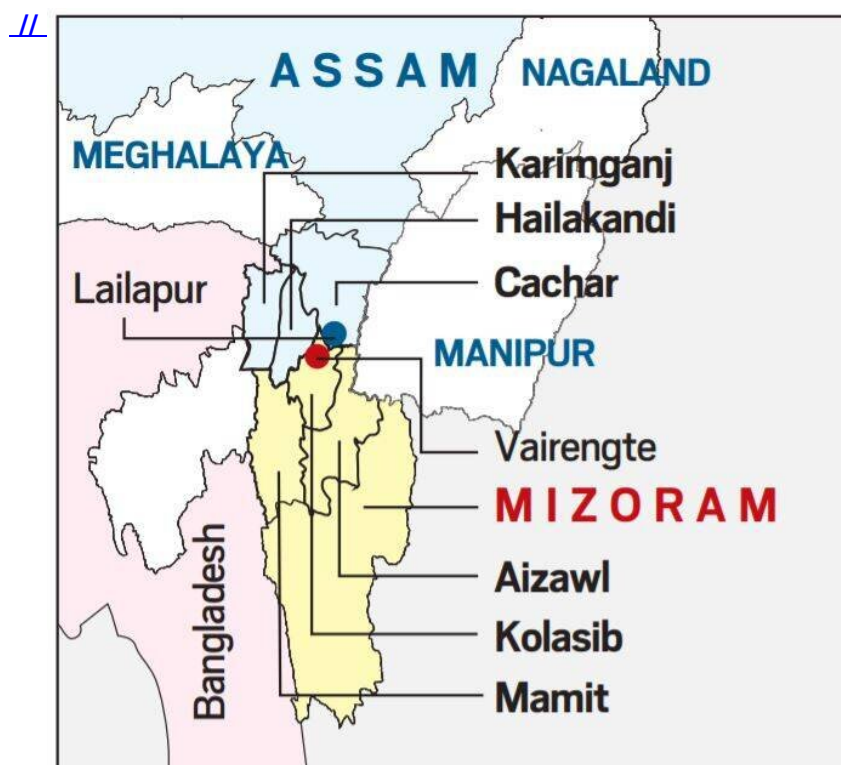 //
ASSAM
NAGALAND
MEGHALAYA
Karimganj
Hailakandi
Lailapur
Cachar
MANIPUR
Vairengte
MIZORAM
Bangladesh
Aizawl
Kolasib
Mamit